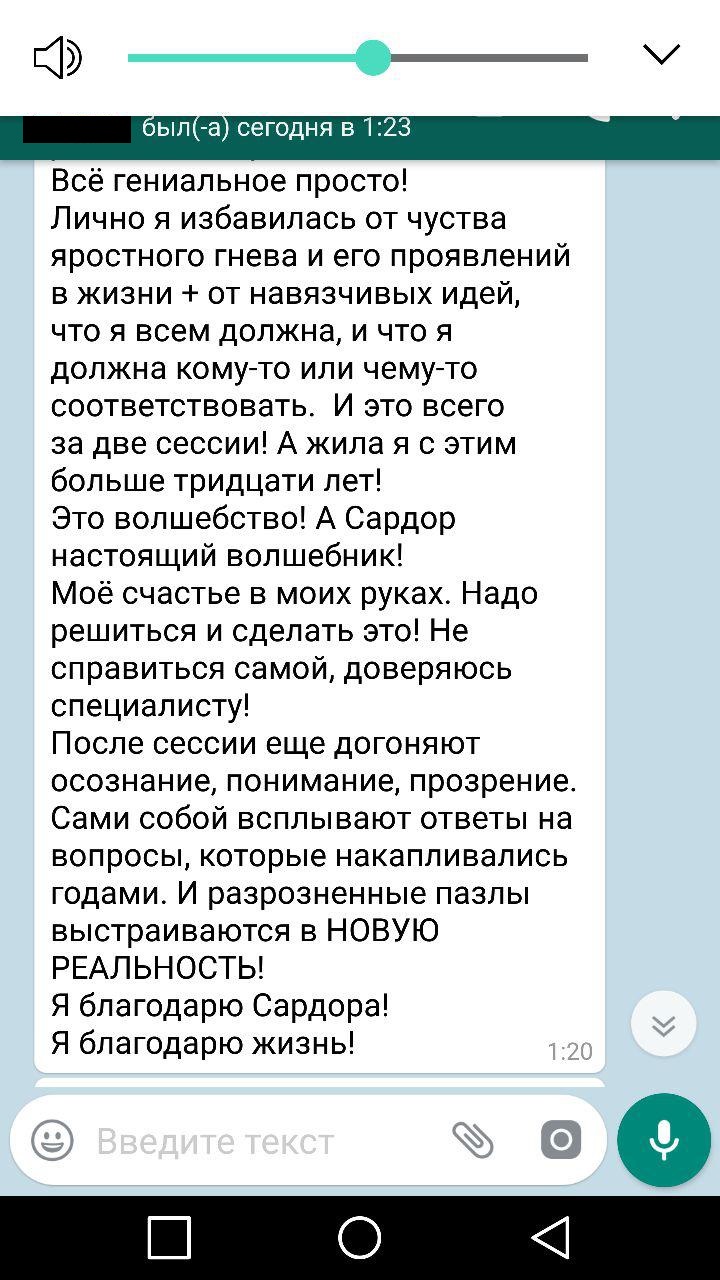 был(-а) сегодня в 1:23
Всё гениальное просто!
Лично я избавилась от чуства
яростного гнева и его проявлений
в жизни + от навязчивых идей,
что я всем должна, и что я
должна кому-то или чему-то
соответствовать.  И это всего
за две сессии! А жила я с этим
больше тридцати лет!
Это волшебство! А Сардор
настоящий волшебник!
Моё счастье в моих руках. Надо
решиться и сделать это! Не
справиться самой, доверяюсь
специалисту!
После сессии еще догоняют
осознание, понимание, прозрение.
Сами собой всплывают ответы на
вопросы, которые накапливались
годами. И разрозненные пазлы
выстраиваются в НОВУЮ
РЕАЛЬНОСТЬ!
Я благодарю Сардора!
Я благодарю жизнь!
1:20
Введите текст